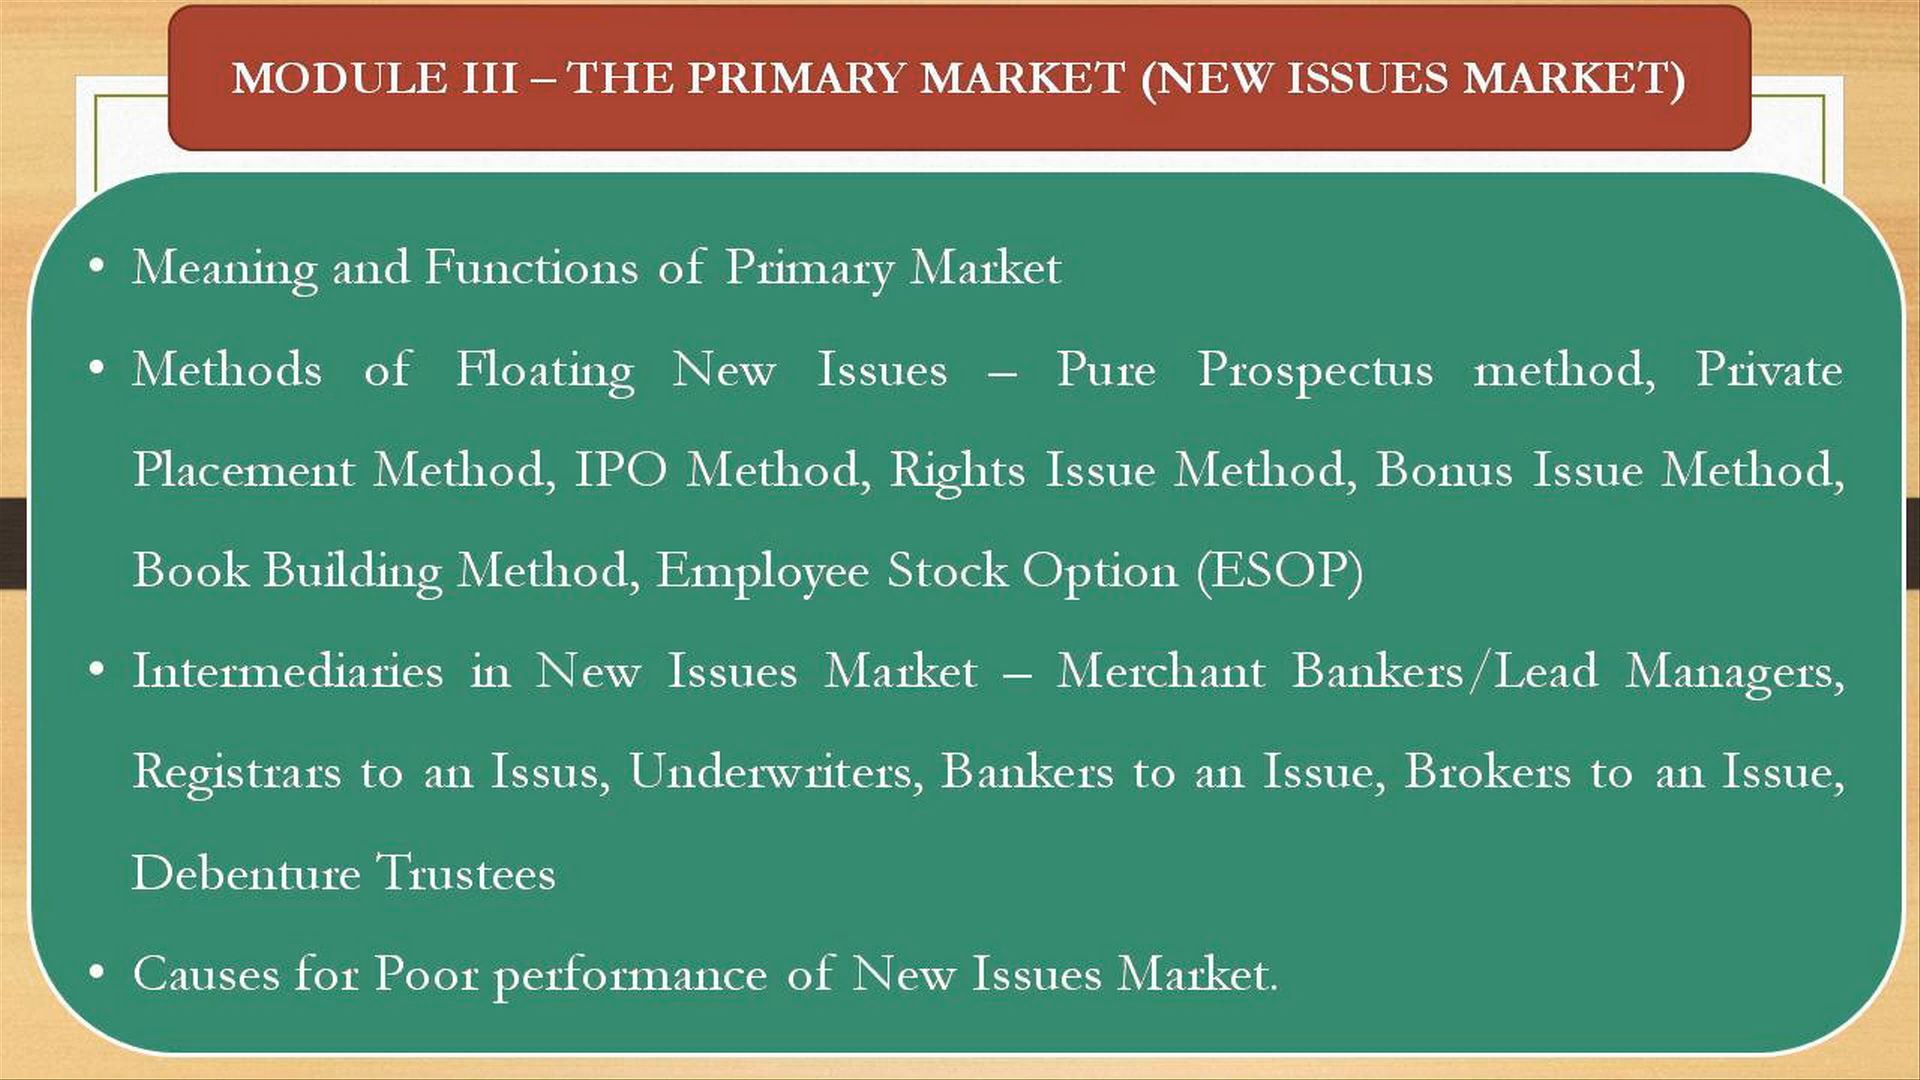 MODULE III – THE PRIMARY MARKET (NEW ISSUES MARKET)
• Meaning and Functions of Primary Market
• Methods of Floating New Issues – Pure Prospectus method, Private
Placement Method, IPO Method, Rights Issue Method, Bonus Issue Method,
Book Building Method, Employee Stock Option (ESOP)
• Intermediaries in New Issues Market – Merchant Bankers/Lead Managers,
Registrars to an Issus, Underwriters, Bankers to an Issue, Brokers to an Issue,
Debenture Trustees
• Causes for Poor performance of New Issues Market.